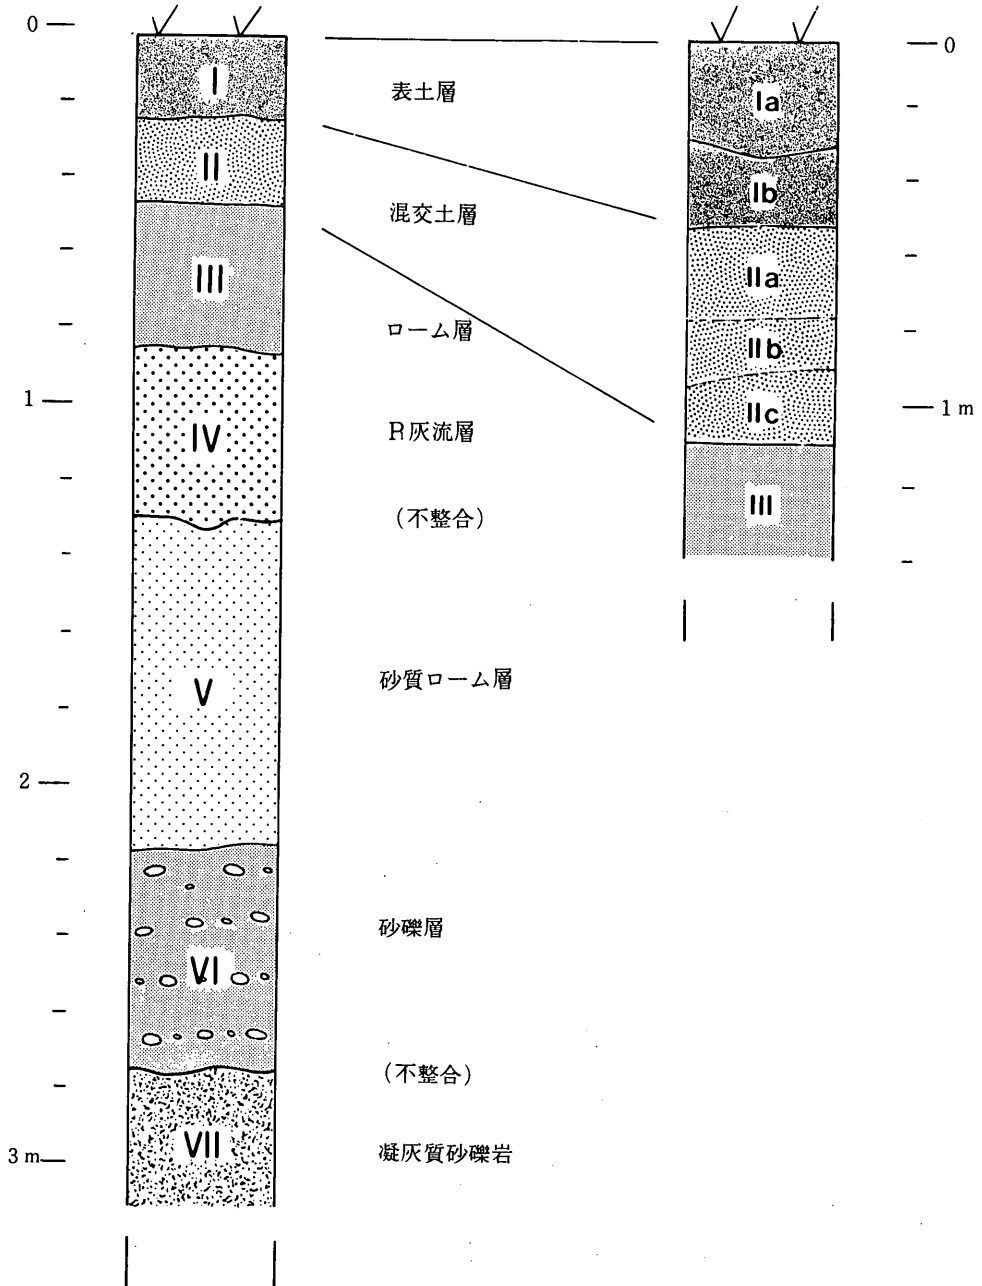 0
1
2
3 m
I
II
III
IV
V
VI
VII
表土層
混交土層
ローム層
R灰流層
(不整合)
砂質ローム層
砂礫層
(不整合)
凝灰質砂礫岩
Ia
Ib
IIa
IIb
IIc
III
0
1 m